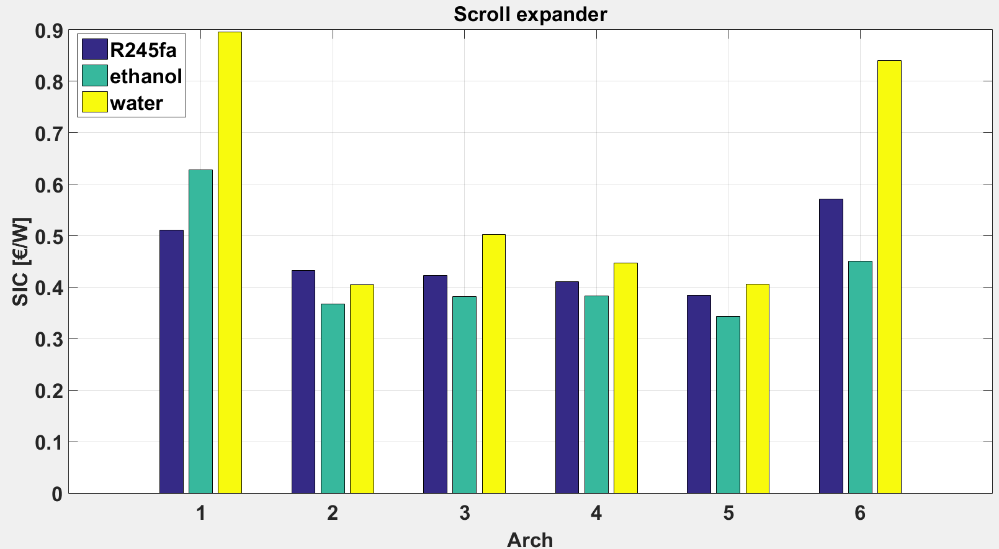 Scroll expander
R245fa
ethanol
water
0.9
0.8
0.7
0.6
0.5
0.4
0.3
0.2
0.1
0
SIC [€/W]
1 2 3 4 5 6
Arch